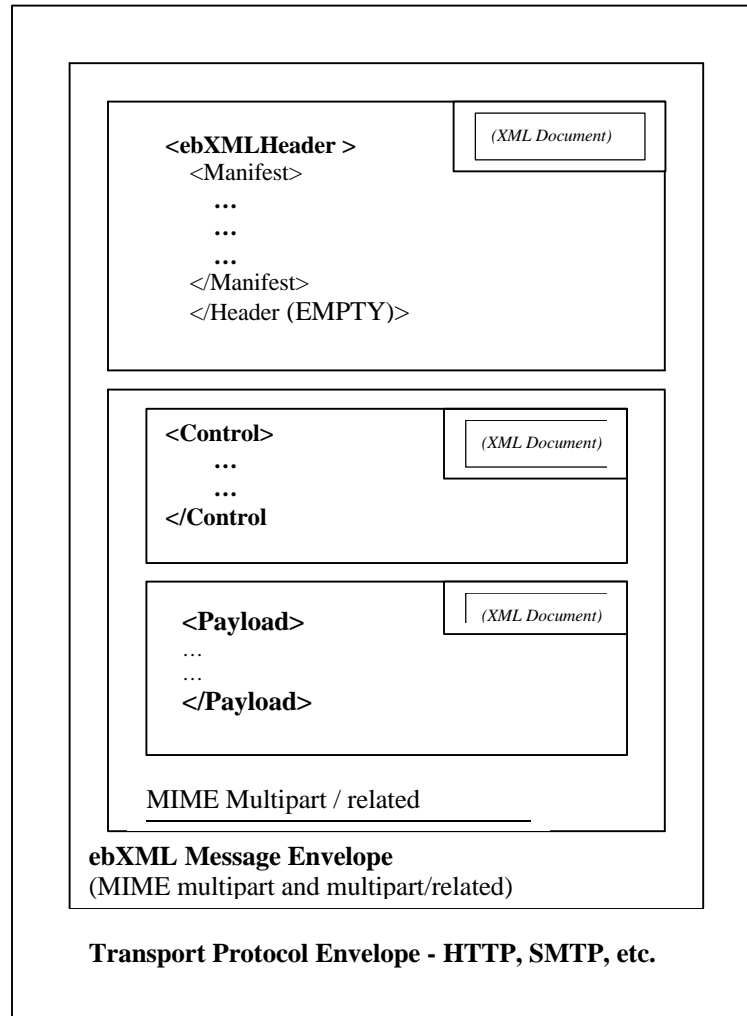 (XML Document)
<ebXMLHeader >
<Manifest>
…
…
…
</Manifest>
</Header (EMPTY)>
(XML Document)
<Control>
…
…
</Control
(XML Document)
<Payload>
…
…
</Payload>
MIME Multipart / related
ebXML Message Envelope
(MIME multipart and multipart/related)
Transport Protocol Envelope - HTTP, SMTP, etc.